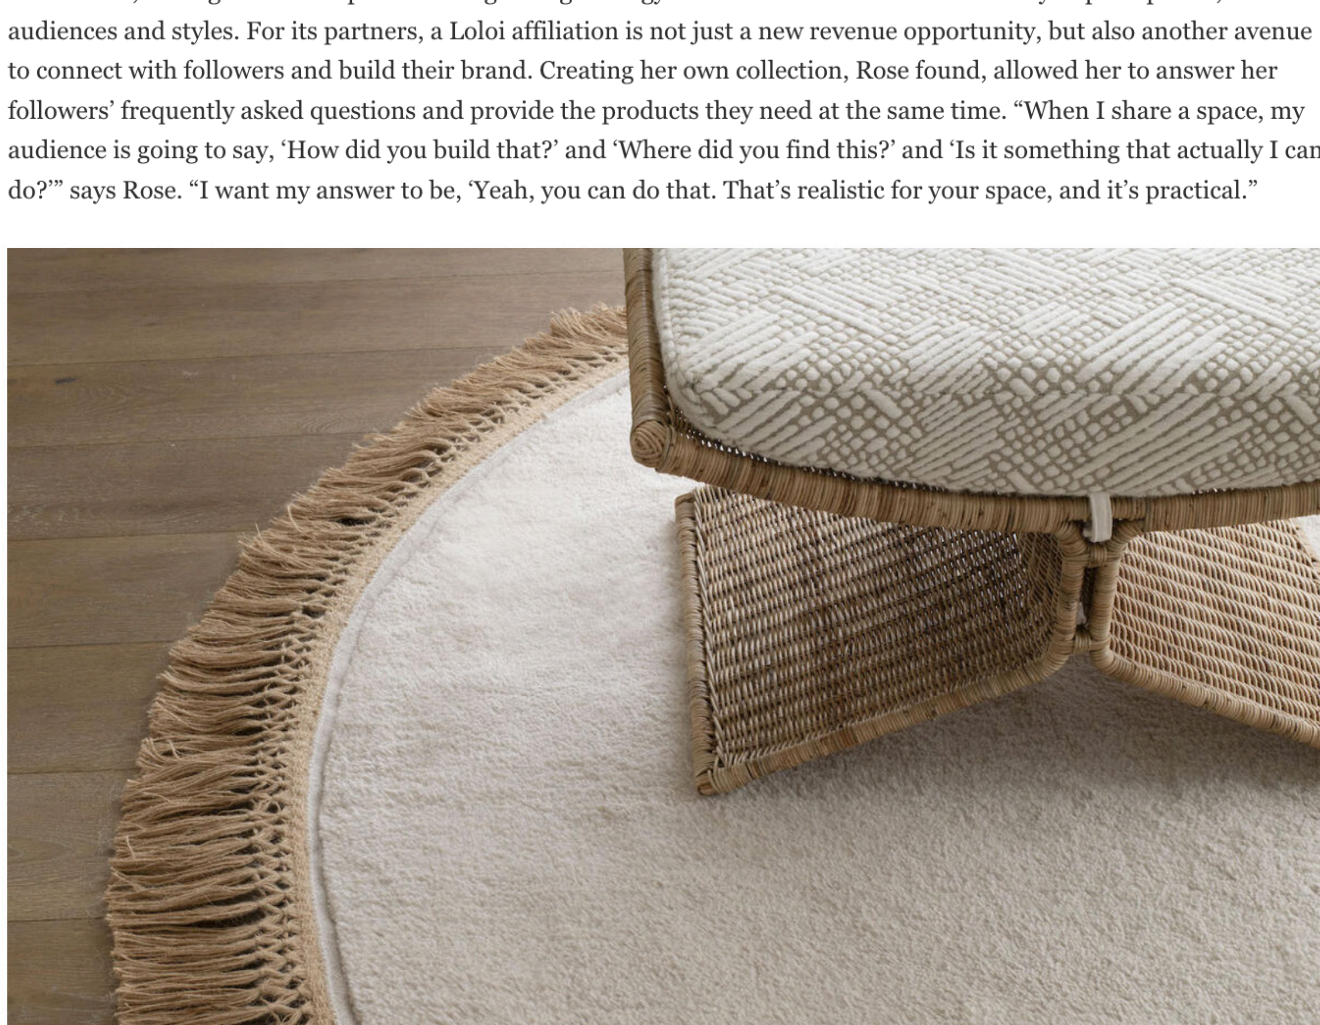 audiences and styles. For its partners, a Loloi affiliation is not just a new revenue opportunity, but also another avenue
to connect with followers and build their brand. Creating her own collection, Rose found, allowed her to answer her
followers’ frequently asked questions and provide the products they need at the same time. “When I share a space, my
audience is going to say, ‘How did you build that?’ and ‘Where did you find this?’ and ‘Is it something that actually I can
do?’” says Rose. “I want my answer to be, ‘Yeah, you can do that. That’s realistic for your space, and it’s practical.”